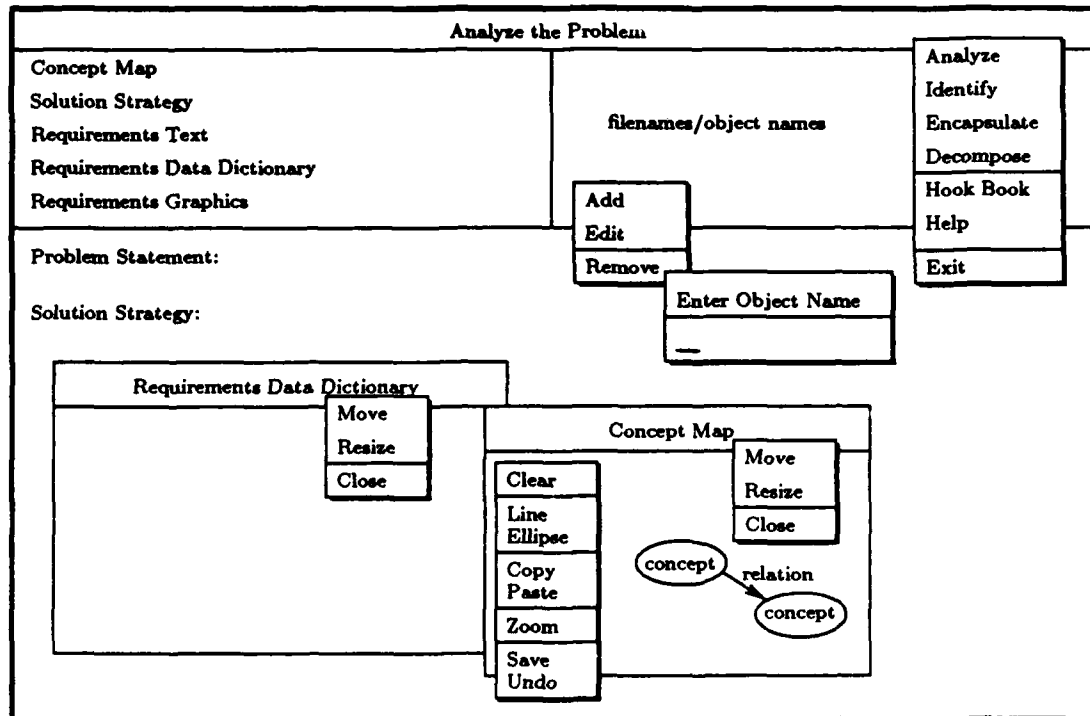 Analyze the Problem
Concept Map
Solution Strategy
Requirements Text
Requirements Data Dictionary
Requirements Graphics
filenames/object names
Analyze
Identify
Encapsulate
Decompose
Hook Book
Help
Exit
Add
Edit
Remove
Enter Object Name
Problem Statement:
Solution Strategy:
Requirements Data Dictionary
Move
Resize
Close
Concept Map
Move
Resize
Close
Clear
Line
Ellipse
Copy
Paste
Zoom
Save
Undo
concept
relation
concept